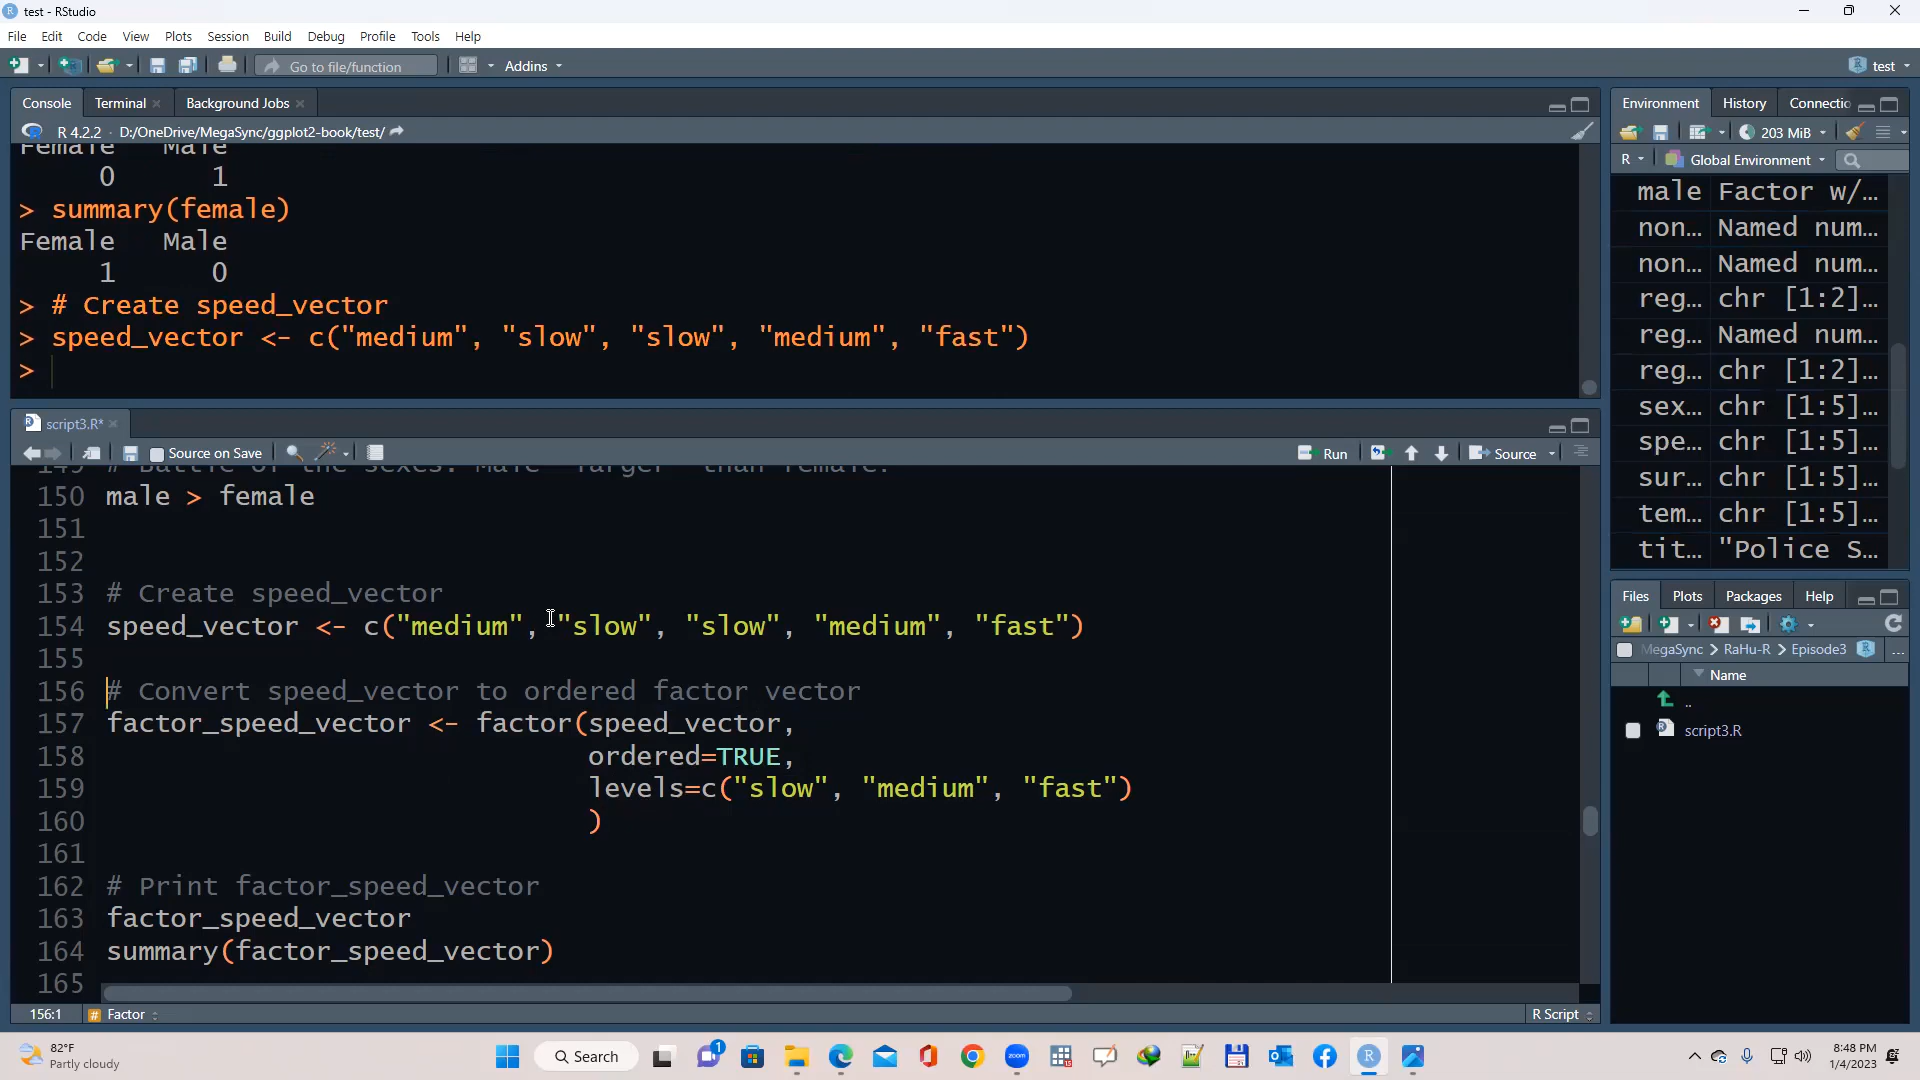 test - RStudio
File Edit Code View Plots Session Build Debug Profile Tools Help
Go to file/function Addins test
Console Terminal Background Jobs
R 4.2.2 · D:/OneDrive/MegaSync/ggplot2-book/test/
Female Male
0 1
> summary(female)
Female Male
1 0
> # Create speed_vector
> speed_vector <- c("medium", "slow", "slow", "medium", "fast")
>
script3.R*
Source on Save Run Source
149 # Battle of the sexes: Male "larger" than female?
150 male > female
151
152
153 # Create speed_vector
154 speed_vector <- c("medium", "slow", "slow", "medium", "fast")
155
156 # Convert speed_vector to ordered factor vector
157 factor_speed_vector <- factor(speed_vector,
158 ordered=TRUE,
159 levels=c("slow", "medium", "fast")
160 )
161
162 # Print factor_speed_vector
163 factor_speed_vector
164 summary(factor_speed_vector)
165
156:1 # Factor R Script
Environment History Connectio
203 MiB
R Global Environment
male Factor w/…
non… Named num…
non… Named num…
reg… chr [1:2]…
reg… Named num…
reg… chr [1:2]…
sex… chr [1:5]…
spe… chr [1:5]…
sur… chr [1:5]…
tem… chr [1:5]…
tit… "Police S…
Files Plots Packages Help
MegaSync > RaHu-R > Episode3 ...
Name
..
script3.R
82°F
Partly cloudy
Search
1
zoom
8:48 PM
1/4/2023